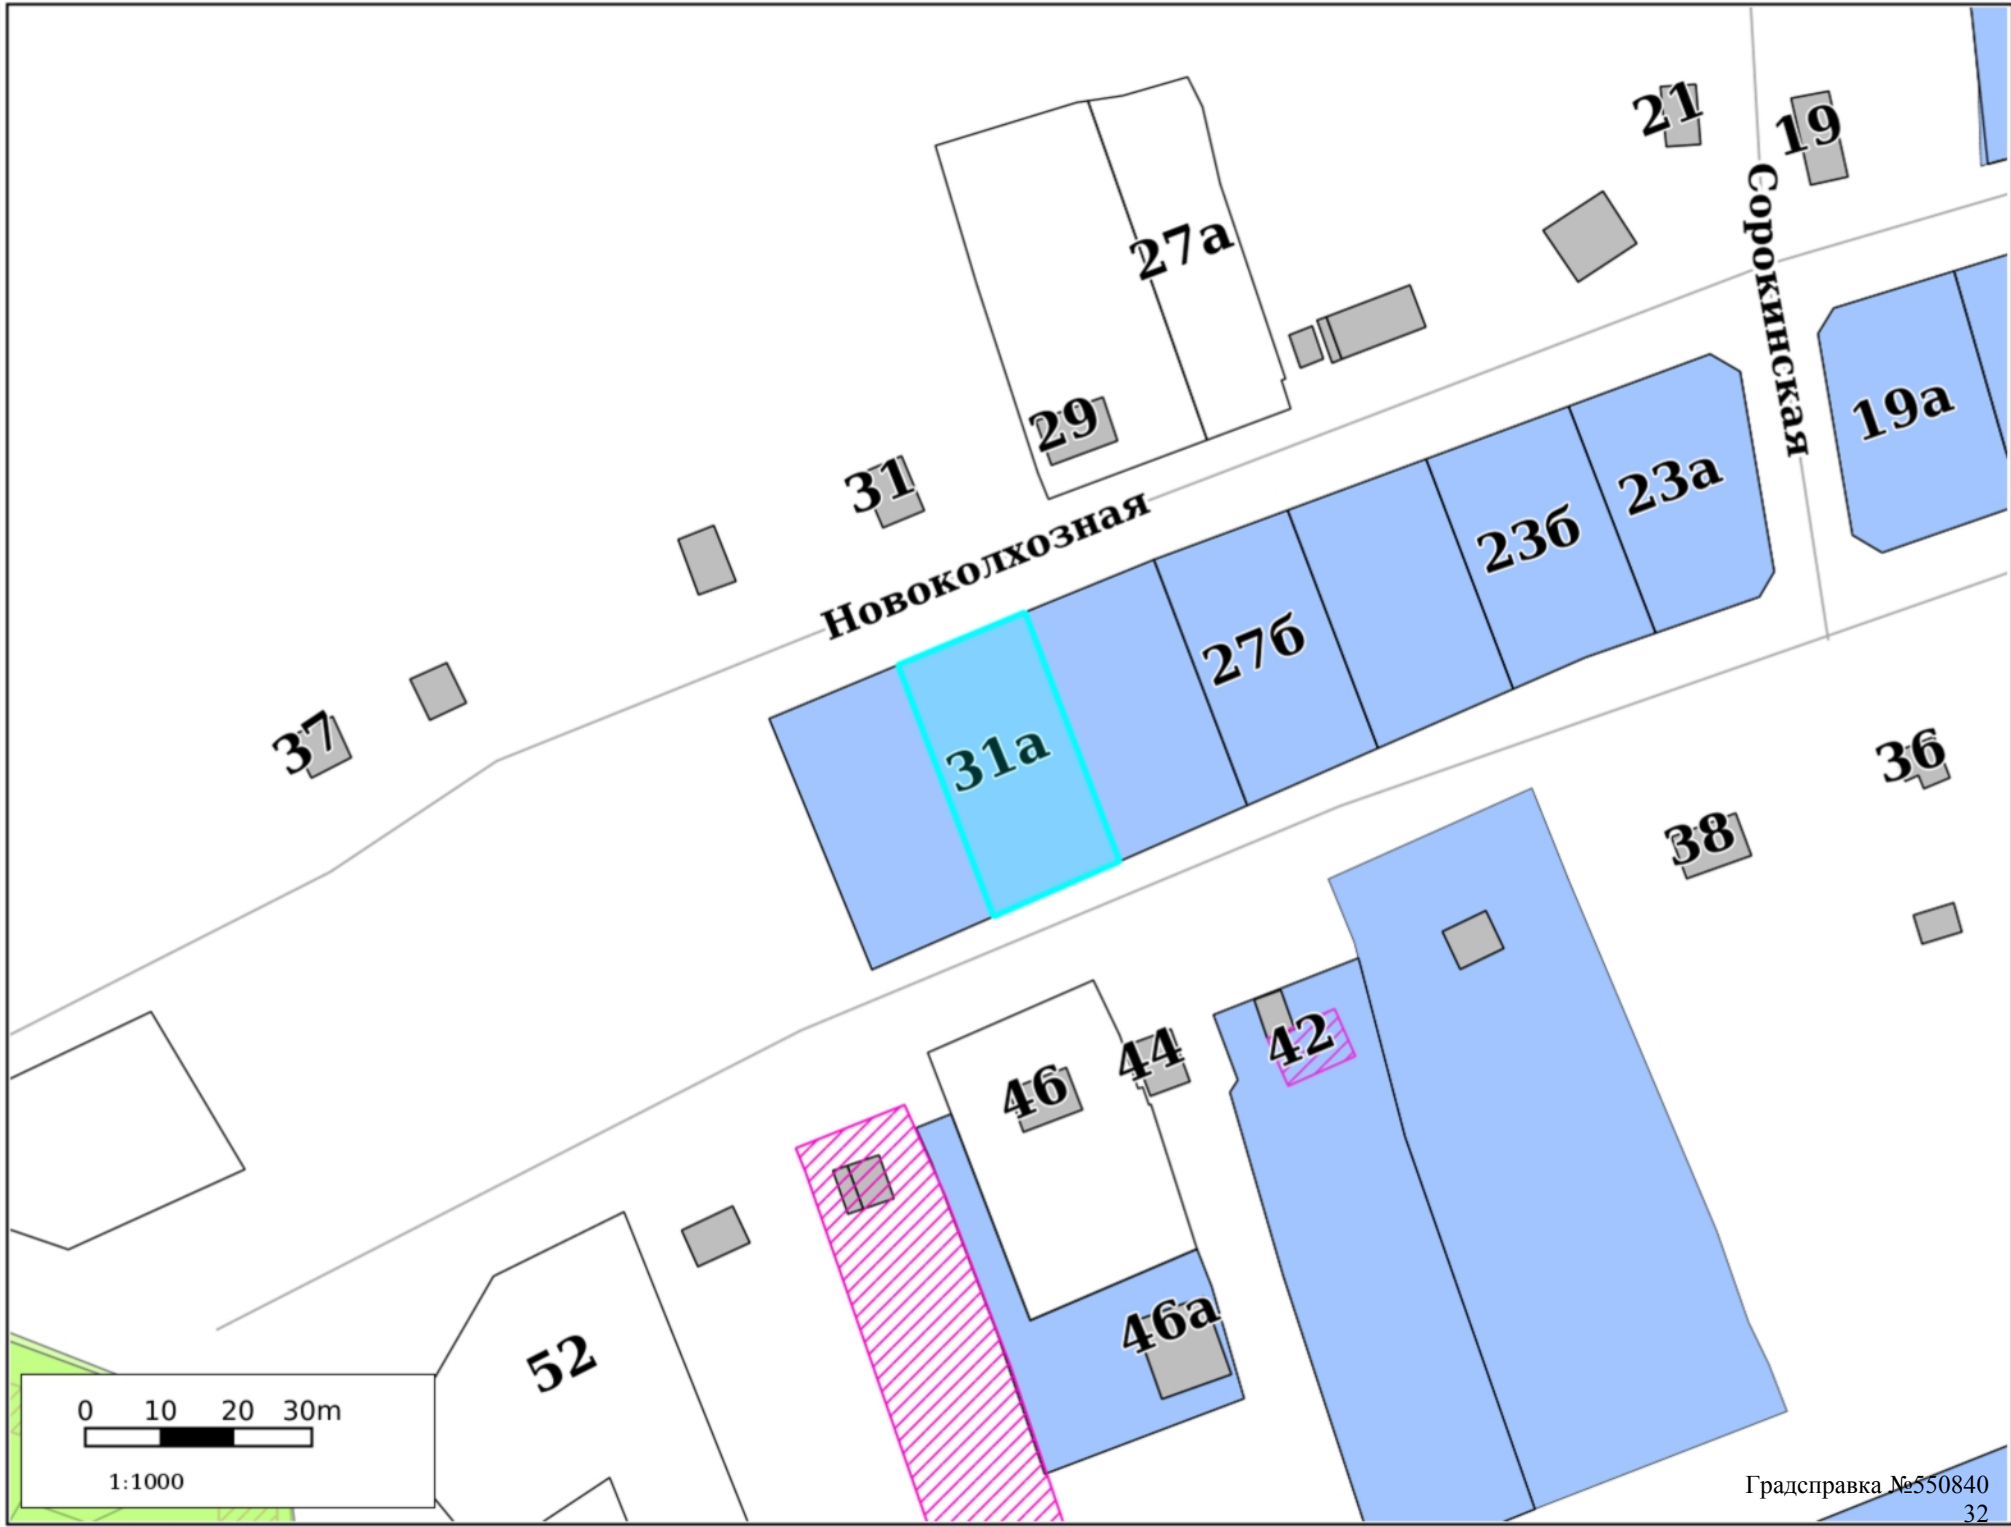 21
19
Сорокинская
27а
19а
29
31
Новоколхозная
23а
23б
27б
37
31а
36
38
42
44
46
46а
52
0 10 20 30m
1:1000
Градсправка №550840
32